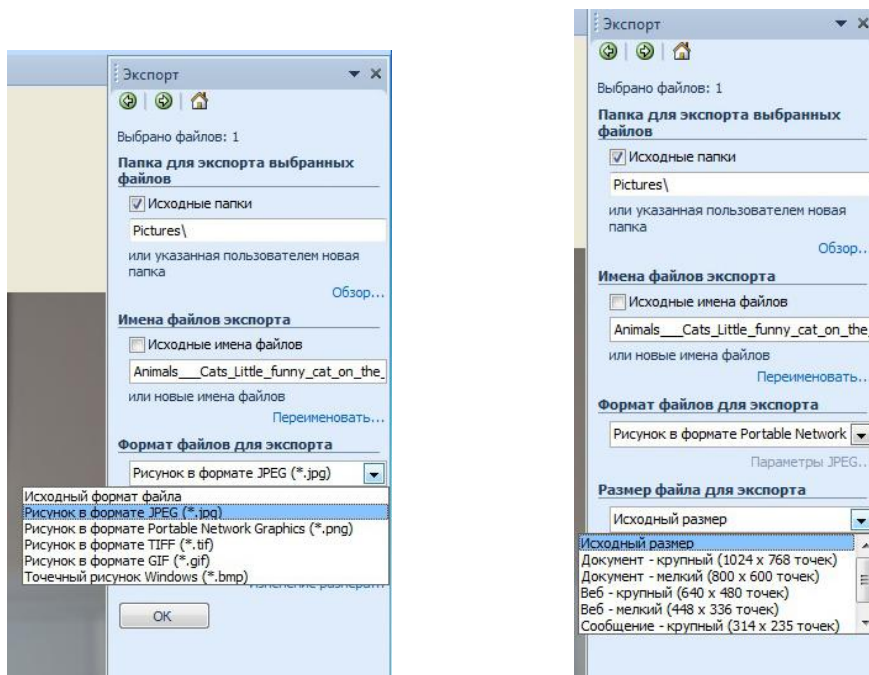 Экспорт
Выбрано файлов: 1
Папка для экспорта выбранных
файлов
Исходные папки
Pictures\
или указанная пользователем новая
папка
Обзор...
Имена файлов экспорта
Исходные имена файлов
Animals___Cats_Little_funny_cat_on_the_
или новые имена файлов
Переименовать...
Формат файлов для экспорта
Рисунок в формате JPEG (*.jpg)
Исходный формат файла
Рисунок в формате JPEG (*.jpg)
Рисунок в формате Portable Network Graphics (*.png)
Рисунок в формате TIFF (*.tif)
Рисунок в формате GIF (*.gif)
Точечный рисунок Windows (*.bmp)
OK
Экспорт
Выбрано файлов: 1
Папка для экспорта выбранных
файлов
Исходные папки
Pictures\
или указанная пользователем новая
папка
Обзор...
Имена файлов экспорта
Исходные имена файлов
Animals___Cats_Little_funny_cat_on_the_
или новые имена файлов
Переименовать...
Формат файлов для экспорта
Рисунок в формате Portable Network
Параметры JPEG...
Размер файла для экспорта
Исходный размер
Исходный размер
Документ - крупный (1024 x 768 точек)
Документ - мелкий (800 x 600 точек)
Веб - крупный (640 x 480 точек)
Веб - мелкий (448 x 336 точек)
Сообщение - крупный (314 x 235 точек)